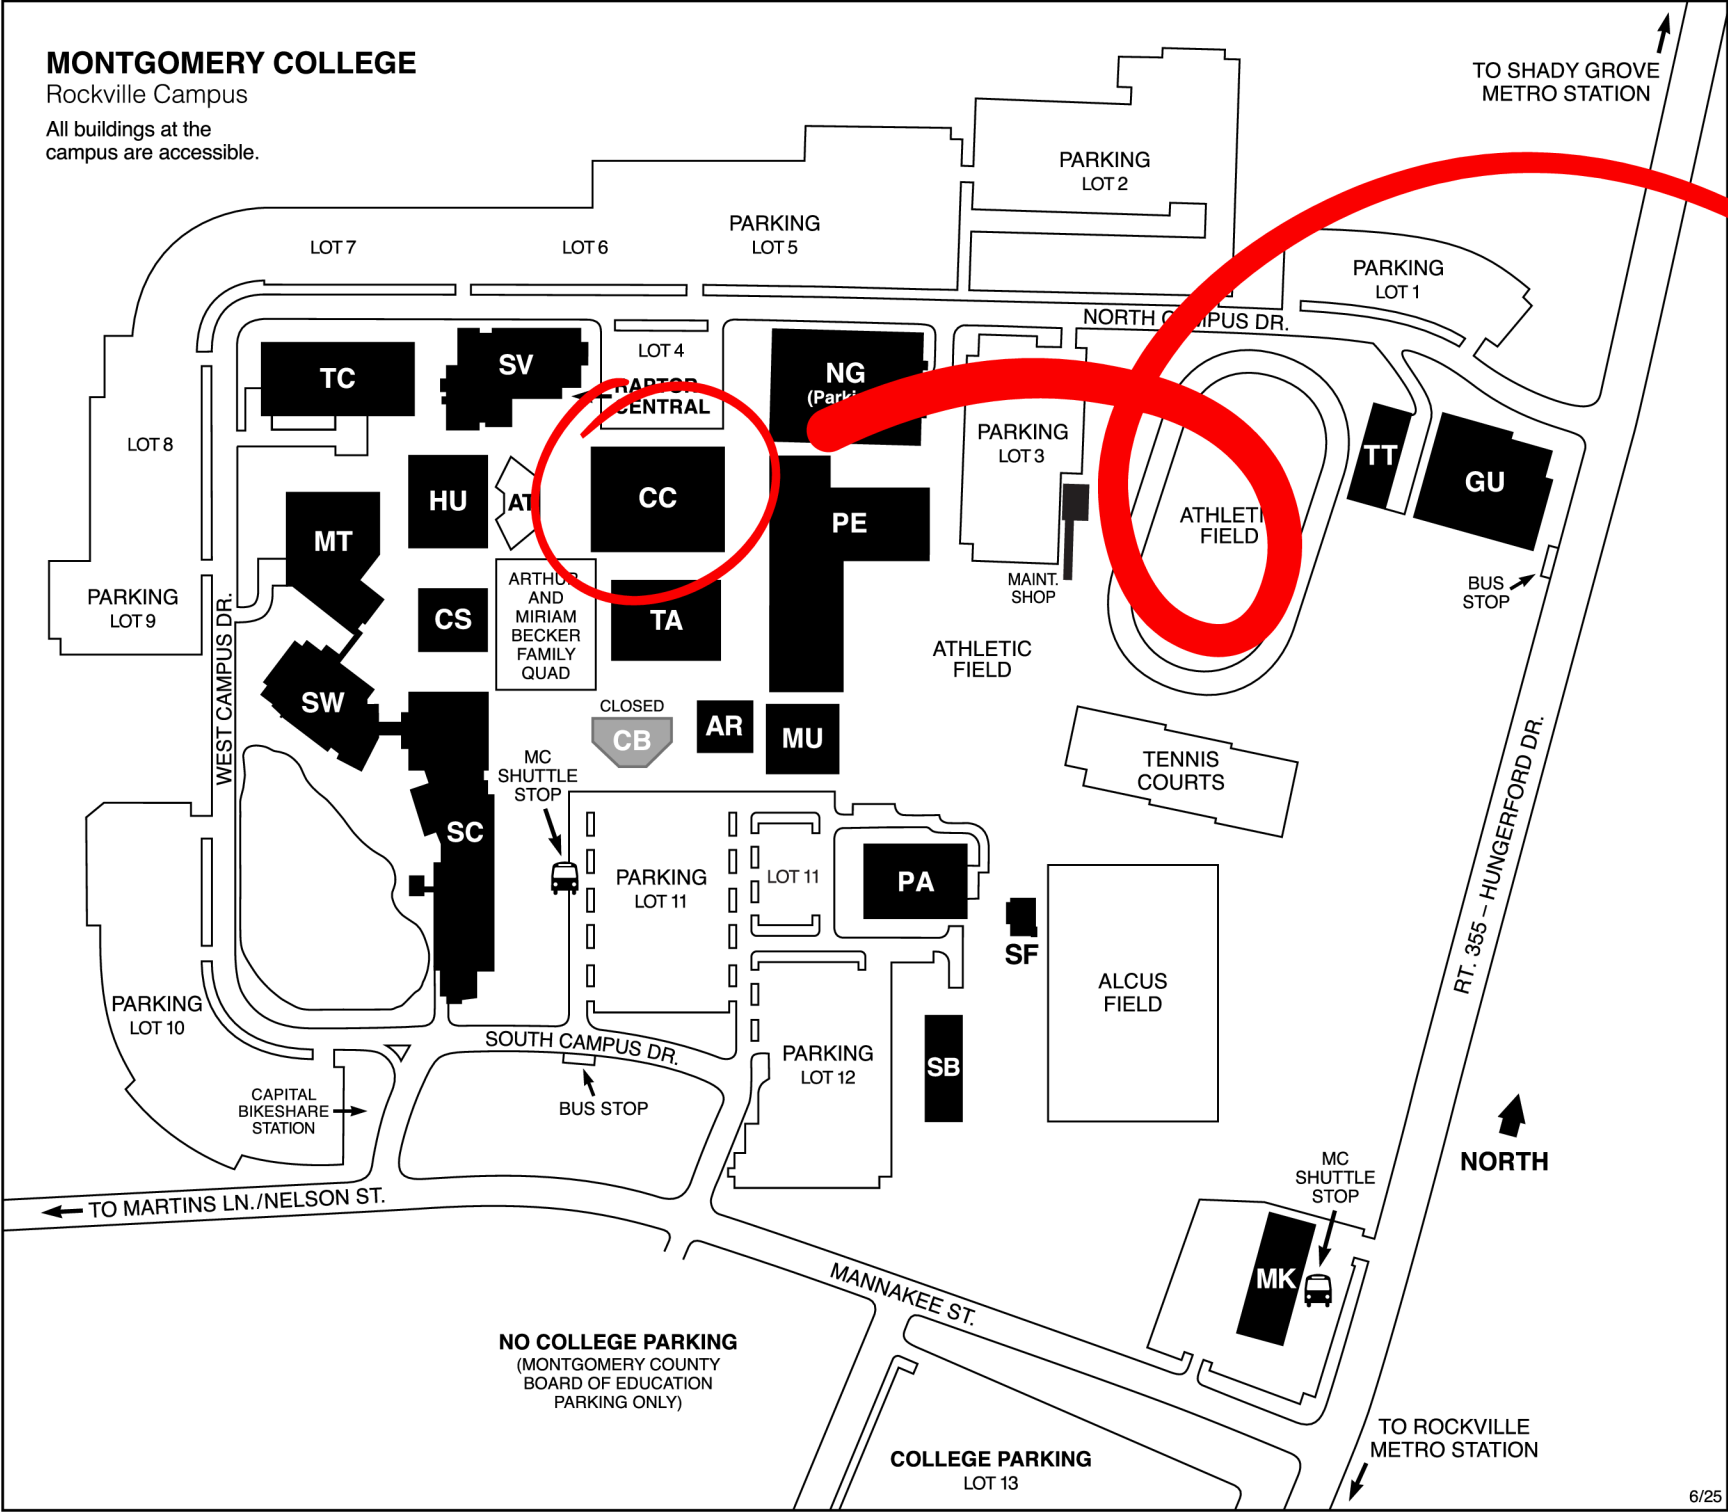 MONTGOMERY COLLEGE
Rockville Campus
All buildings at the
campus are accessible.
TO SHADY GROVE
METRO STATION
PARKING
LOT 2
PARKING
LOT 5
LOT 6
LOT 7
PARKING
LOT 1
NORTH CAMPUS DR.
LOT 4
RAPTOR
CENTRAL
TC
SV
NG
LOT 8
PARKING
LOT 3
TT
GU
HU
AT
CC
PE
ATHLETIC
FIELD
MT
BUS
STOP
MAINT.
SHOP
PARKING
LOT 9
CS
ARTHUR
AND
MIRIAM
BECKER
FAMILY
QUAD
TA
ATHLETIC
FIELD
WEST CAMPUS DR.
SW
CLOSED
CB
AR
MU
MC
SHUTTLE
STOP
TENNIS
COURTS
SC
RT. 355 – HUNGERFORD DR.
PARKING
LOT 11
LOT 11
PA
SF
ALCUS
FIELD
PARKING
LOT 10
SOUTH CAMPUS DR.
PARKING
LOT 12
SB
CAPITAL
BIKESHARE
STATION
BUS STOP
NORTH
MC
SHUTTLE
STOP
TO MARTINS LN./NELSON ST.
MK
MANNAKEE ST.
NO COLLEGE PARKING
(MONTGOMERY COUNTY
BOARD OF EDUCATION
PARKING ONLY)
COLLEGE PARKING
LOT 13
TO ROCKVILLE
METRO STATION
6/25